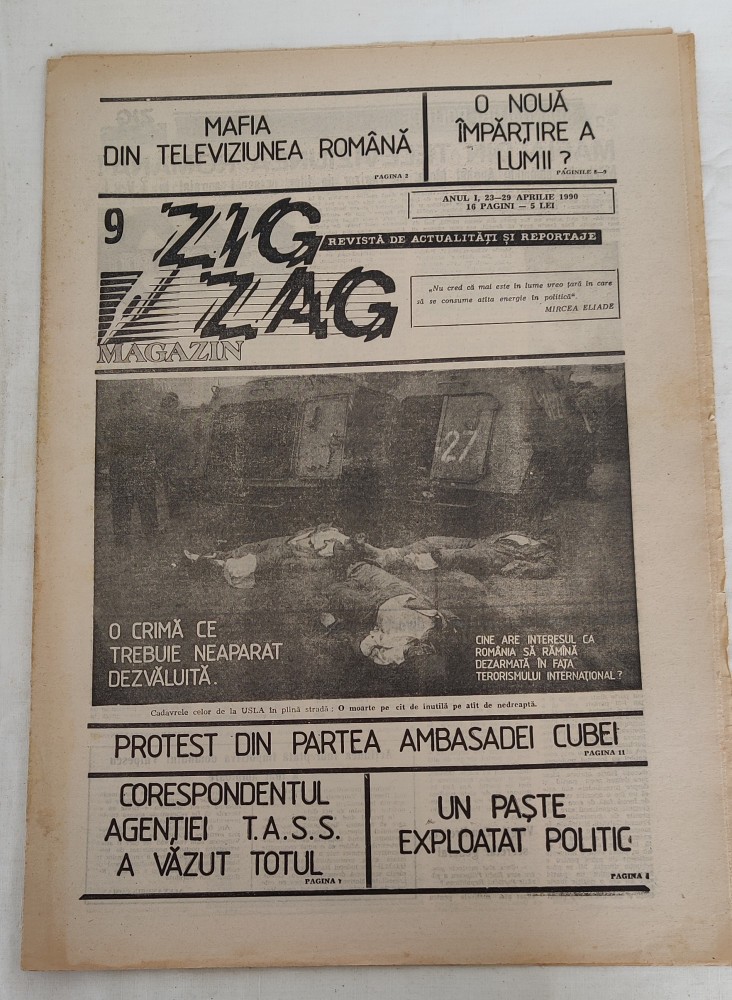 MAFIA
DIN TELEVIZIUNEA ROMÂNĂ
PAGINA 2
O NOUĂ
ÎMPĂRȚIRE A
LUMII ?
PAGINILE 8—9
ANUL I, 23—29 APRILIE 1990
16 PAGINI — 5 LEI
9
ZIG
ZAG
MAGAZIN
REVISTĂ DE ACTUALITĂȚI ȘI REPORTAJE
„Nu cred că mai este în lume vreo țară în care
să se consume atîta energie în politică“.
MIRCEA ELIADE
27
O CRIMĂ CE
TREBUIE NEAPARAT
DEZVĂLUITĂ.
CINE ARE INTERESUL CA
ROMÂNIA SĂ RĂMÎNĂ
DEZARMATĂ ÎN FAȚA
TERORISMULUI INTERNAȚIONAL ?
Cadavrele celor de la USLA în plină stradă : O moarte pe cît de inutilă pe atît de nedreaptă.
PROTEST DIN PARTEA AMBASADEI CUBEI
PAGINA 11
CORESPONDENTUL
AGENȚIEI T.A.S.S.
A VĂZUT TOTUL
PAGINA
UN PAȘTE
EXPLOATAT POLITIC
PAGINA